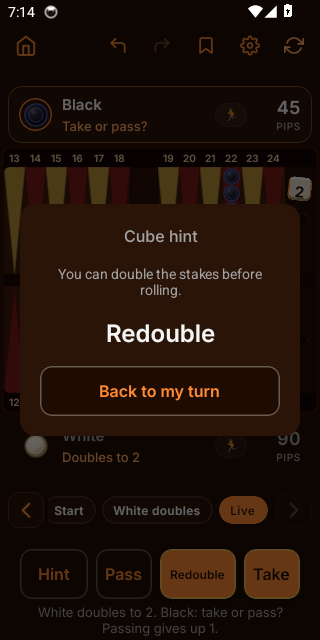 7:14
Black
Take or pass?
45
PIPS
13 14 15 16 17 18 19 20 21 22 23 24
2
Cube hint
You can double the stakes before
rolling.
Redouble
Back to my turn
12
White
Doubles to 2
90
PIPS
Start
White doubles
Live
Hint
Pass
Redouble
Take
White doubles to 2. Black: take or pass?
Passing gives up 1.